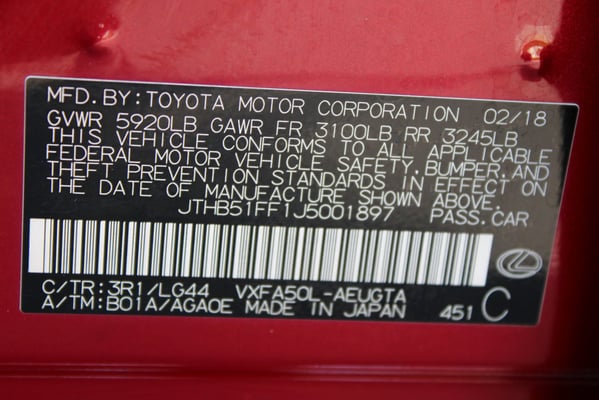 MFD.BY:TOYOTA MOTOR CORPORATION 02/18
GVWR 5920LB GAWR FR 3100LB RR 3245LB
THIS VEHICLE CONFORMS TO ALL APPLICABLE
FEDERAL MOTOR VEHICLE SAFETY,BUMPER,AND
THEFT PREVENTION STANDARDS IN EFFECT ON
THE DATE OF MANUFACTURE SHOWN ABOVE.
JTHB51FF1J5001897 PASS.CAR
C/TR:3R1/LG44 VXFA50L-AEUGTA
A/TM:B01A/AGA0E MADE IN JAPAN 451 C